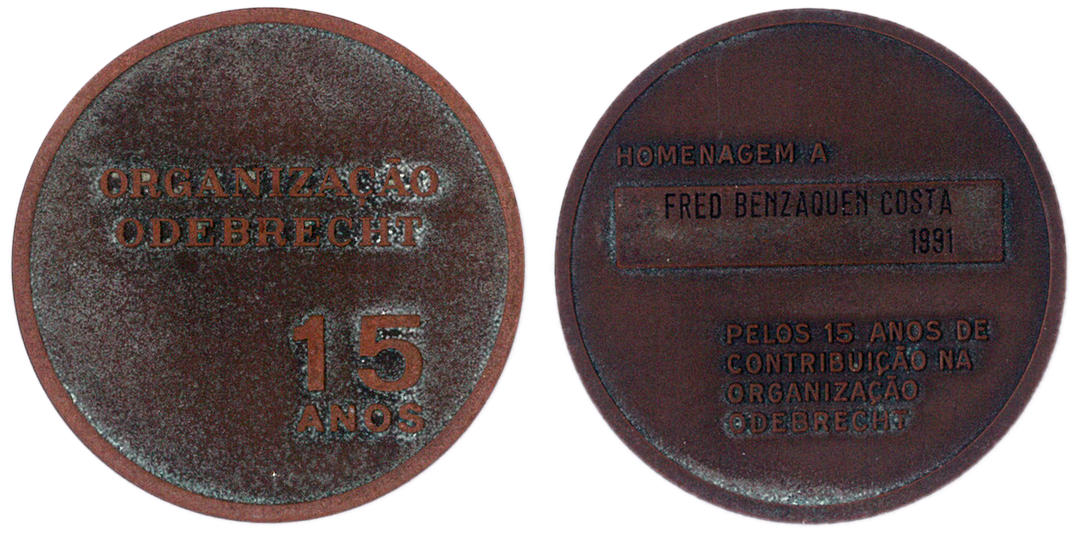 ORGANIZAÇÃO
ODEBRECHT
15
ANOS
HOMENAGEM A
FRED BENZAQUEN COSTA
1991
PELOS 15 ANOS DE
CONTRIBUIÇÃO NA
ORGANIZAÇÃO
ODEBRECHT